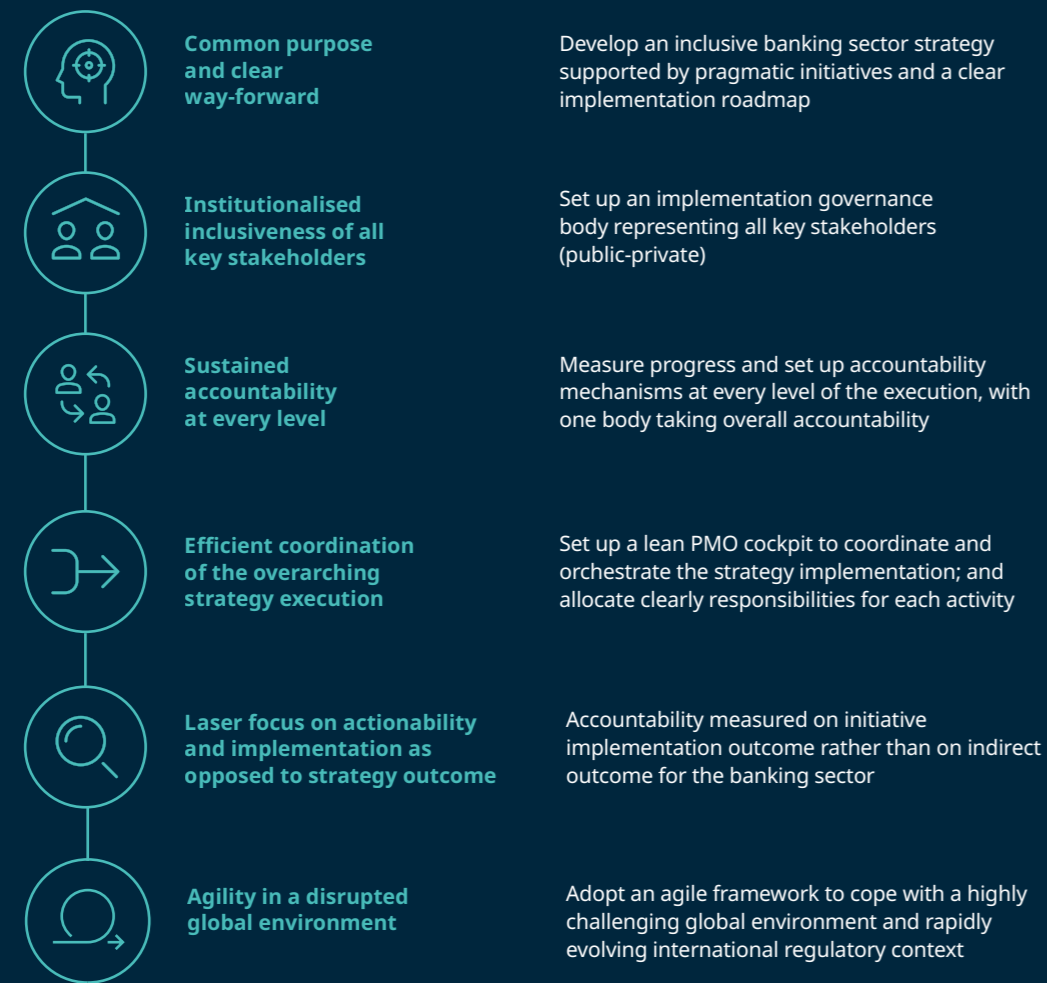 Common purpose
and clear
way-forward
Develop an inclusive banking sector strategy
supported by pragmatic initiatives and a clear
implementation roadmap
Institutionalised
inclusiveness of all
key stakeholders
Set up an implementation governance
body representing all key stakeholders
(public-private)
Sustained
accountability
at every level
Measure progress and set up accountability
mechanisms at every level of the execution, with
one body taking overall accountability
Efficient coordination
of the overarching
strategy execution
Set up a lean PMO cockpit to coordinate and
orchestrate the strategy implementation; and
allocate clearly responsibilities for each activity
Laser focus on actionability
and implementation as
opposed to strategy outcome
Accountability measured on initiative
implementation outcome rather than on indirect
outcome for the banking sector
Agility in a disrupted
global environment
Adopt an agile framework to cope with a highly
challenging global environment and rapidly
evolving international regulatory context